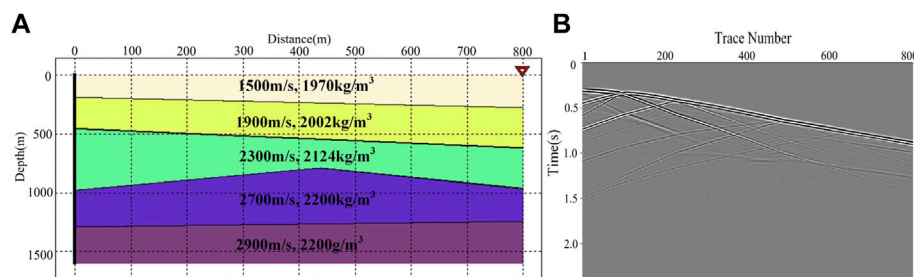 A
Distance(m)
0 100 200 300 400 500 600 700 800
Depth(m)
0
500
1000
1500
1500m/s, 1970kg/m³
1900m/s, 2002kg/m³
2300m/s, 2124kg/m³
2700m/s, 2200kg/m³
2900m/s, 2200g/m³
B
Trace Number
1 200 400 600 800
Time(s)
0
0.5
1.0
1.5
2.0